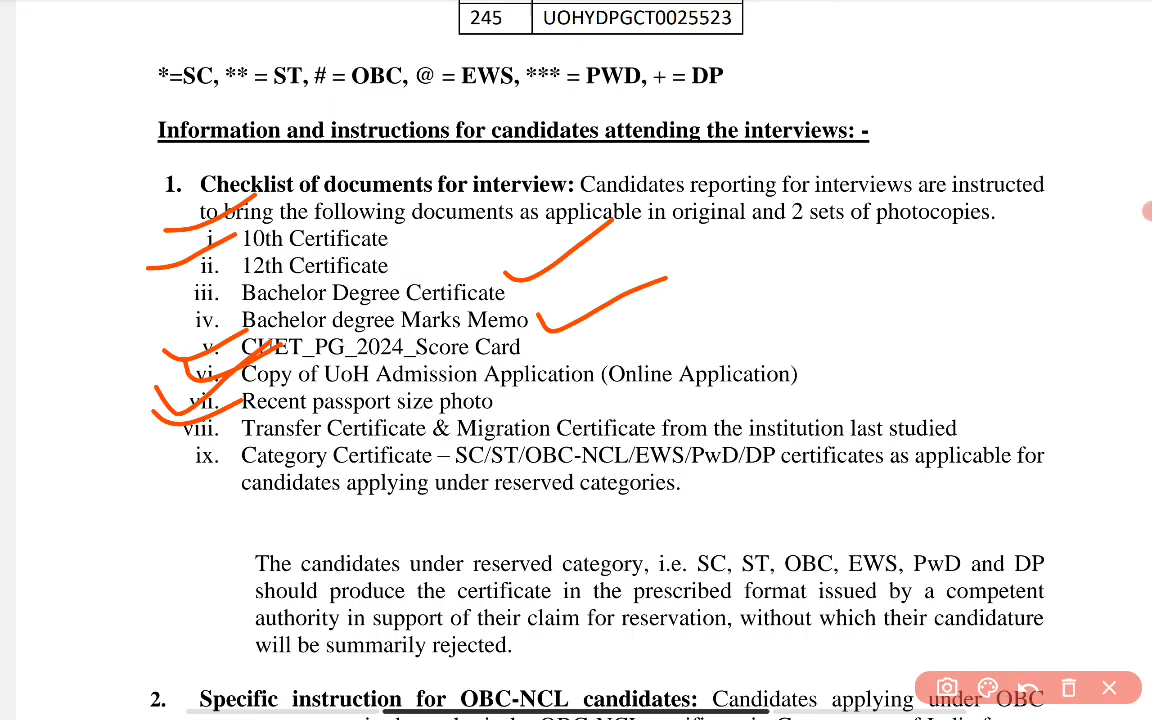 245 UOHYDPGCT0025523
*=SC, ** = ST, # = OBC, @ = EWS, *** = PWD, + = DP
Information and instructions for candidates attending the interviews: -
1. Checklist of documents for interview: Candidates reporting for interviews are instructed
to bring the following documents as applicable in original and 2 sets of photocopies.
i. 10th Certificate
ii. 12th Certificate
iii. Bachelor Degree Certificate
iv. Bachelor degree Marks Memo
v. CUET_PG_2024_Score Card
vi. Copy of UoH Admission Application (Online Application)
vii. Recent passport size photo
viii. Transfer Certificate & Migration Certificate from the institution last studied
ix. Category Certificate – SC/ST/OBC-NCL/EWS/PwD/DP certificates as applicable for
candidates applying under reserved categories.
The candidates under reserved category, i.e. SC, ST, OBC, EWS, PwD and DP
should produce the certificate in the prescribed format issued by a competent
authority in support of their claim for reservation, without which their candidature
will be summarily rejected.
2. Specific instruction for OBC-NCL candidates: Candidates applying under OBC